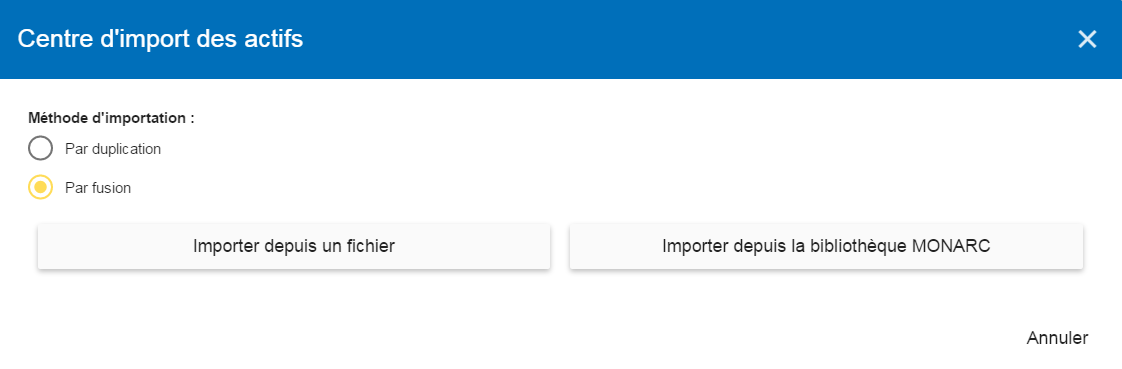 Centre d'import des actifs
Méthode d'importation :
Par duplication
Par fusion
Importer depuis un fichier
Importer depuis la bibliothèque MONARC
Annuler